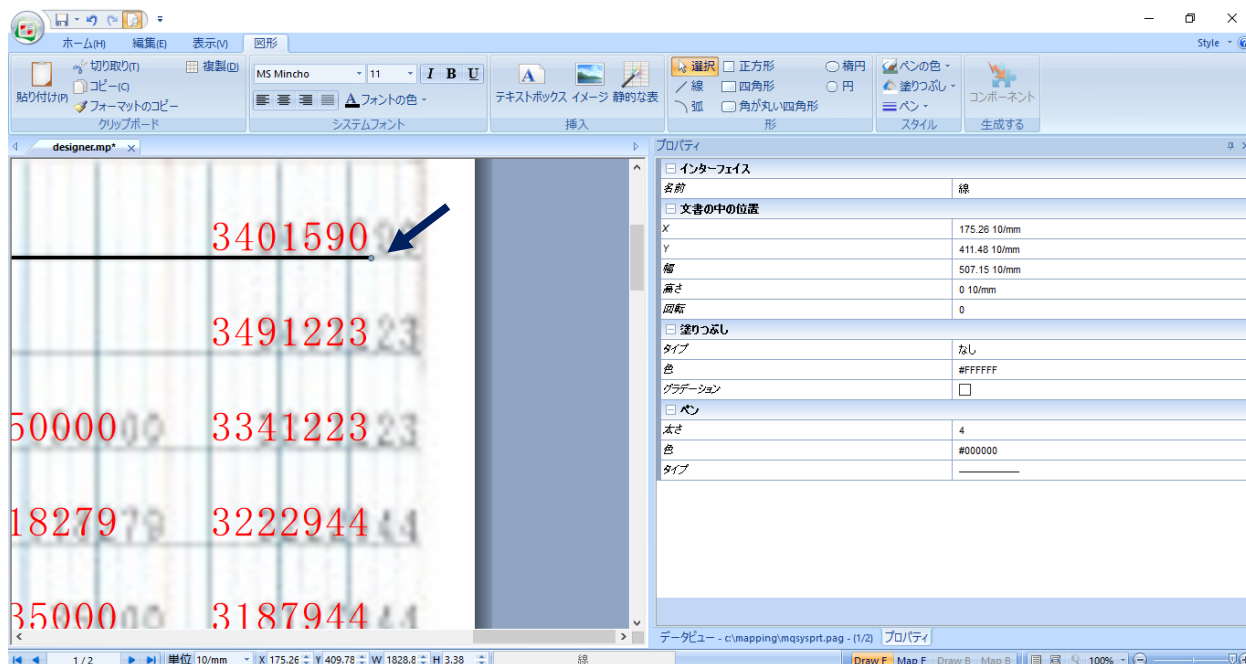 ホーム(H) 編集(E) 表示(V) 図形 Style
貼り付け(P) 切り取り(T) コピー(C) フォーマットのコピー 複製(D)
クリップボード
MS Mincho 11 I B U
A フォントの色
システムフォント
A テキストボックス イメージ 静的な表
挿入
選択 正方形 楕円
線 四角形 円
弧 角が丸い四角形
形
ペンの色
塗りつぶし
ペン
スタイル
コンポーネント
生成する
designer.mp*
3401590
3491223
50000 3341223
18279 3222944
35000 3187944
プロパティ
インターフェイス
名前 線
文書の中の位置
X 175.26 10/mm
Y 411.48 10/mm
幅 507.15 10/mm
高さ 0 10/mm
回転 0
塗りつぶし
タイプ なし
色 #FFFFFF
グラデーション
ペン
太さ 4
色 #000000
タイプ
データビュー - c:\mapping\mqsysprt.pag - (1/2) プロパティ
1/2 単位 10/mm X 175.26 Y 409.78 W 1828.8 H 3.38 線 Draw F Map F Draw B Map B 100%